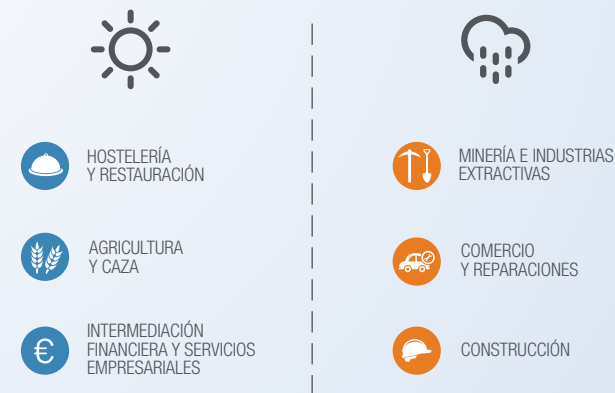 HOSTELERÍA
Y RESTAURACIÓN
AGRICULTURA
Y CAZA
€
INTERMEDIACIÓN
FINANCIERA Y SERVICIOS
EMPRESARIALES
MINERÍA E INDUSTRIAS
EXTRACTIVAS
COMERCIO
Y REPARACIONES
CONSTRUCCIÓN